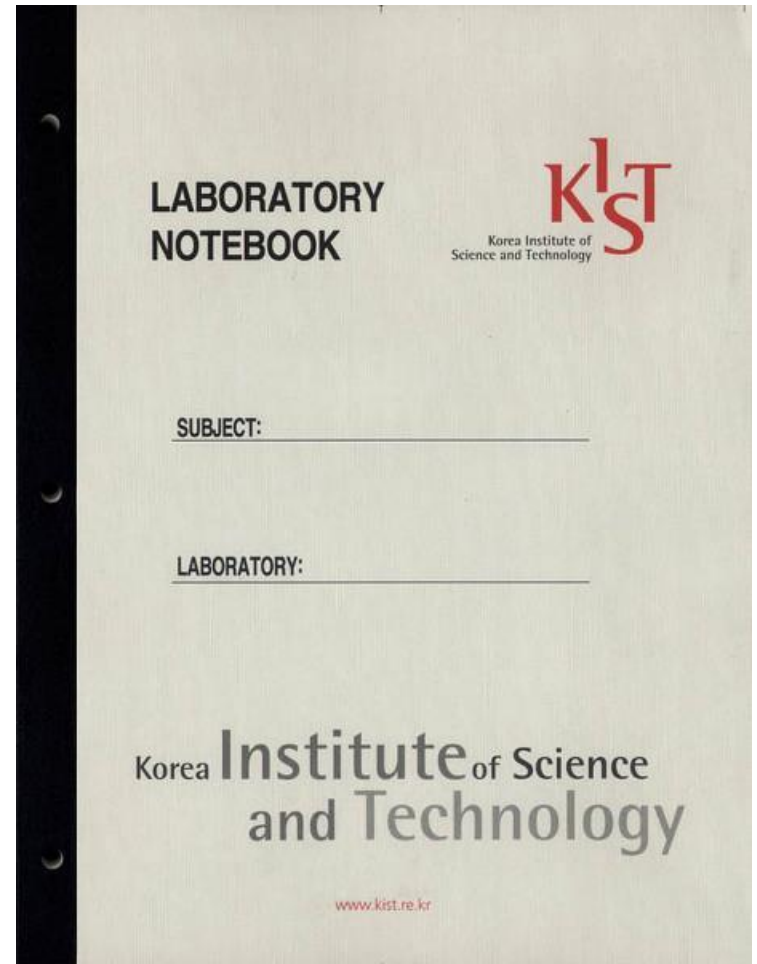 LABORATORY
NOTEBOOK
KIST
Korea Institute of
Science and Technology
SUBJECT:
LABORATORY:
Korea Institute of Science
and Technology
www.kist.re.kr